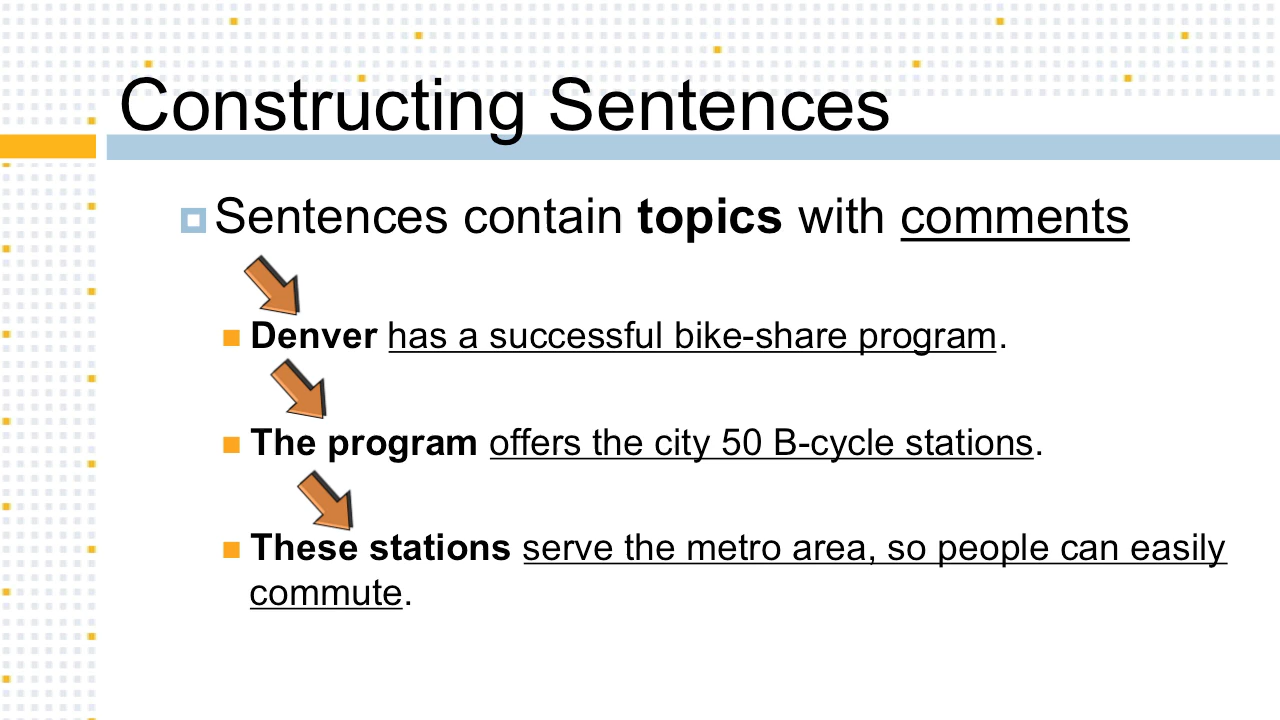 Constructing Sentences
Sentences contain topics with comments
Denver has a successful bike-share program.
The program offers the city 50 B-cycle stations.
These stations serve the metro area, so people can easily
commute.